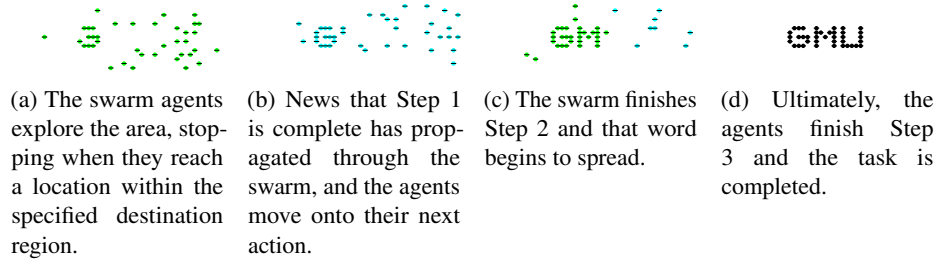 G
G
GM
GMU
(a) The swarm agents
explore the area, stop-
ping when they reach
a location within the
specified destination
region.
(b) News that Step 1
is complete has prop-
agated through the
swarm, and the agents
move onto their next
action.
(c) The swarm finishes
Step 2 and that word
begins to spread.
(d) Ultimately, the
agents finish Step
3 and the task is
completed.